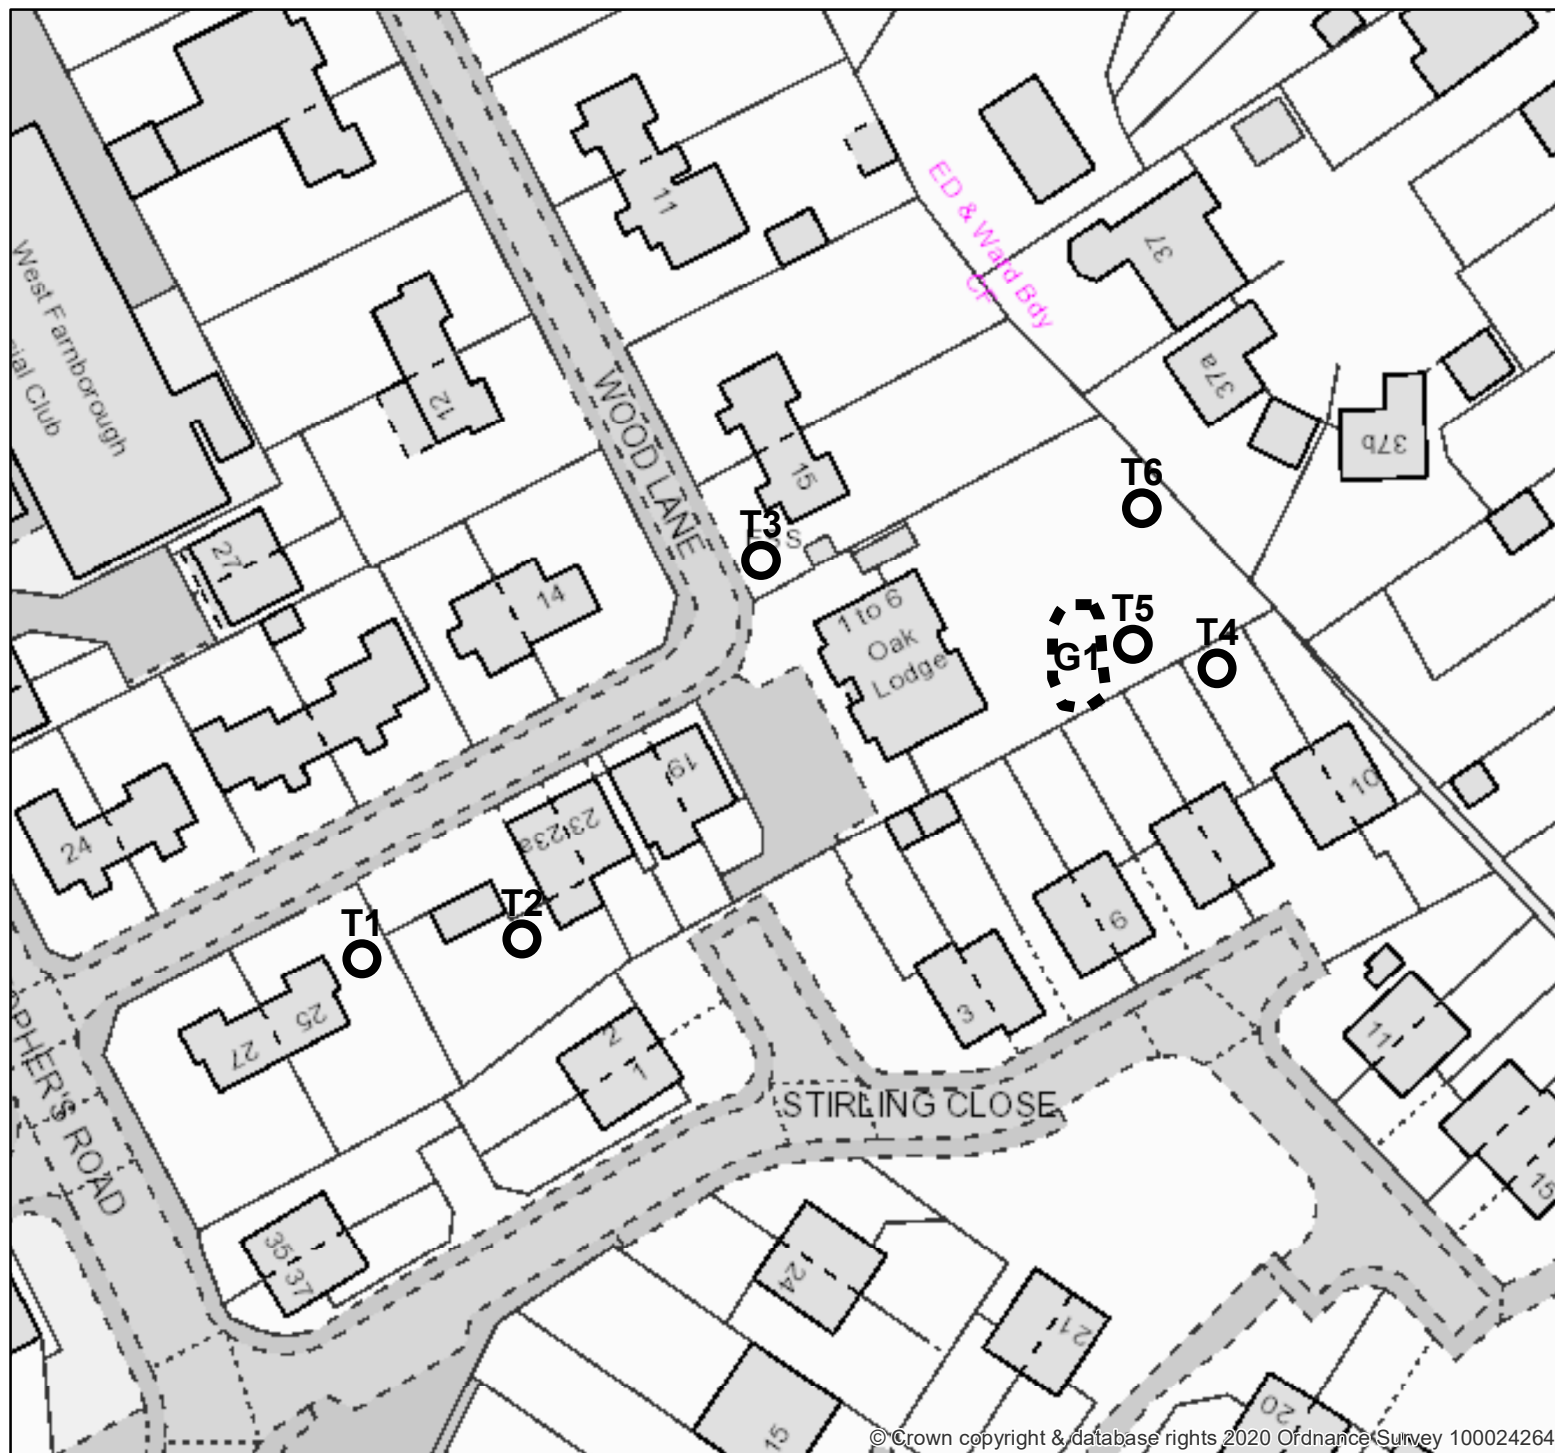 11
ED & Ward Bdy
CP
37
West Farnborough
ial Club
12
37a
37b
WOOD LANE
15
T6
T3
27
14
1 to 6
Oak
Lodge
T5
T4
G1
19
10
24
23
23a
T1
T2
6
25
27
3
2
1
11
STIRLING CLOSE
OPHER'S ROAD
15
35
37
24
21
15
20
© Crown copyright & database rights 2020 Ordnance Survey 100024264